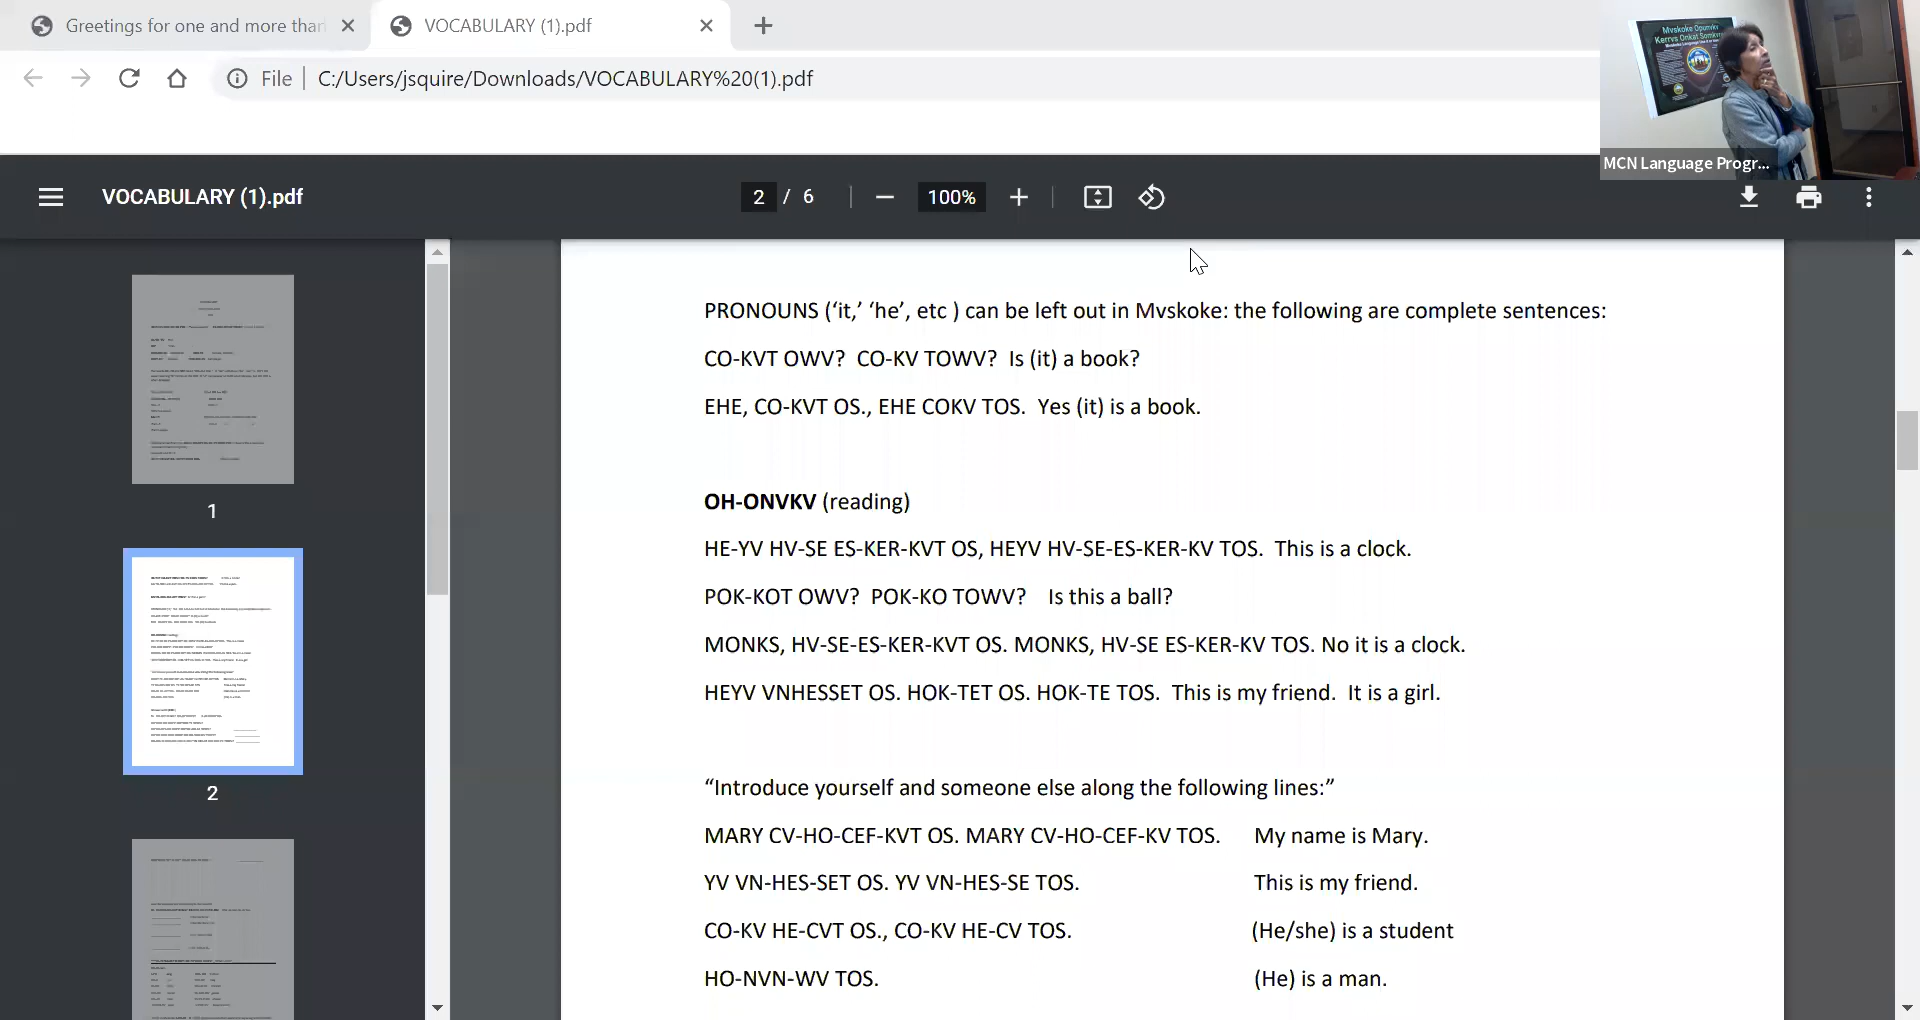 Greetings for one and more than
VOCABULARY (1).pdf
File
C:/Users/jsquire/Downloads/VOCABULARY%20(1).pdf
Mvskoke Opunvkv
Kerrvs Onkat Somkvs
MCN Language Progr...
VOCABULARY (1).pdf
2 / 6
100%
1
2
PRONOUNS (‘it,’ ‘he’, etc ) can be left out in Mvskoke: the following are complete sentences:
CO-KVT OWV? CO-KV TOWV? Is (it) a book?
EHE, CO-KVT OS., EHE COKV TOS. Yes (it) is a book.
OH-ONVKV (reading)
HE-YV HV-SE ES-KER-KVT OS, HEYV HV-SE-ES-KER-KV TOS. This is a clock.
POK-KOT OWV? POK-KO TOWV? Is this a ball?
MONKS, HV-SE-ES-KER-KVT OS. MONKS, HV-SE ES-KER-KV TOS. No it is a clock.
HEYV VNHESSET OS. HOK-TET OS. HOK-TE TOS. This is my friend. It is a girl.
“Introduce yourself and someone else along the following lines:”
MARY CV-HO-CEF-KVT OS. MARY CV-HO-CEF-KV TOS. My name is Mary.
YV VN-HES-SET OS. YV VN-HES-SE TOS. This is my friend.
CO-KV HE-CVT OS., CO-KV HE-CV TOS. (He/she) is a student
HO-NVN-WV TOS. (He) is a man.